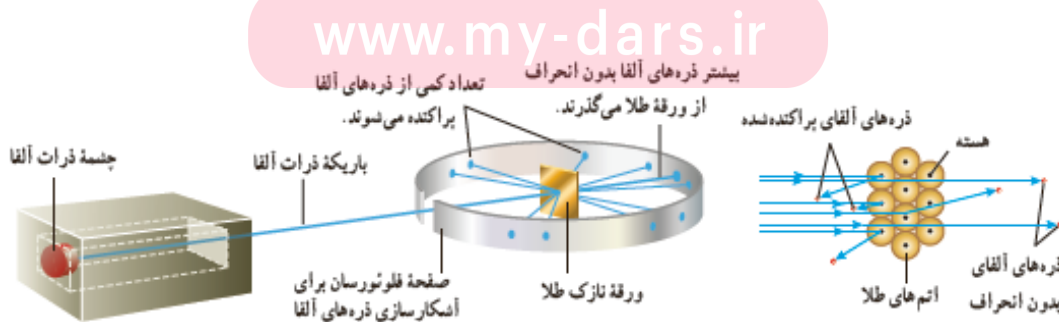 www.my-dars.ir
بیشتر ذره‌های آلفا بدون انحراف
از ورقهٔ طلا می‌گذرند.
تعداد کمی از ذره‌های آلفا
پراکنده می‌شوند.
ذره‌های آلفای پراکنده‌شده
هسته
باریکهٔ ذرات آلفا
چشمهٔ ذرات آلفا
صفحهٔ فلوئورسان برای
آشکارسازی ذره‌های آلفا
ورقهٔ نازک طلا
اتم‌های طلا
ذره‌های آلفای
بدون انحراف